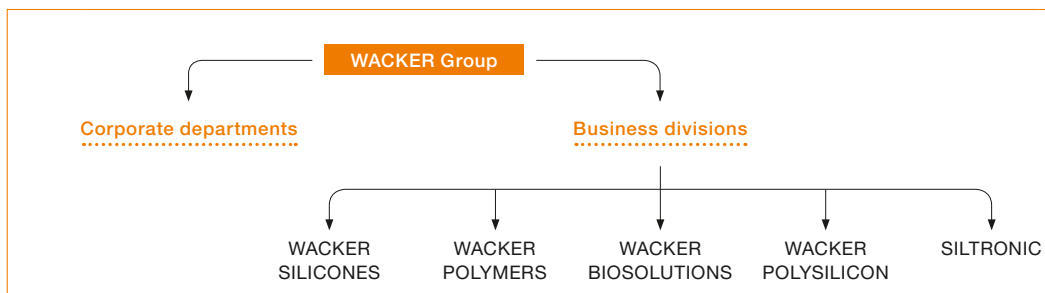 WACKER Group
Corporate departments
Business divisions
WACKER
SILICONES
WACKER
POLYMERS
WACKER
BIOSOLUTIONS
WACKER
POLYSILICON
SILTRONIC